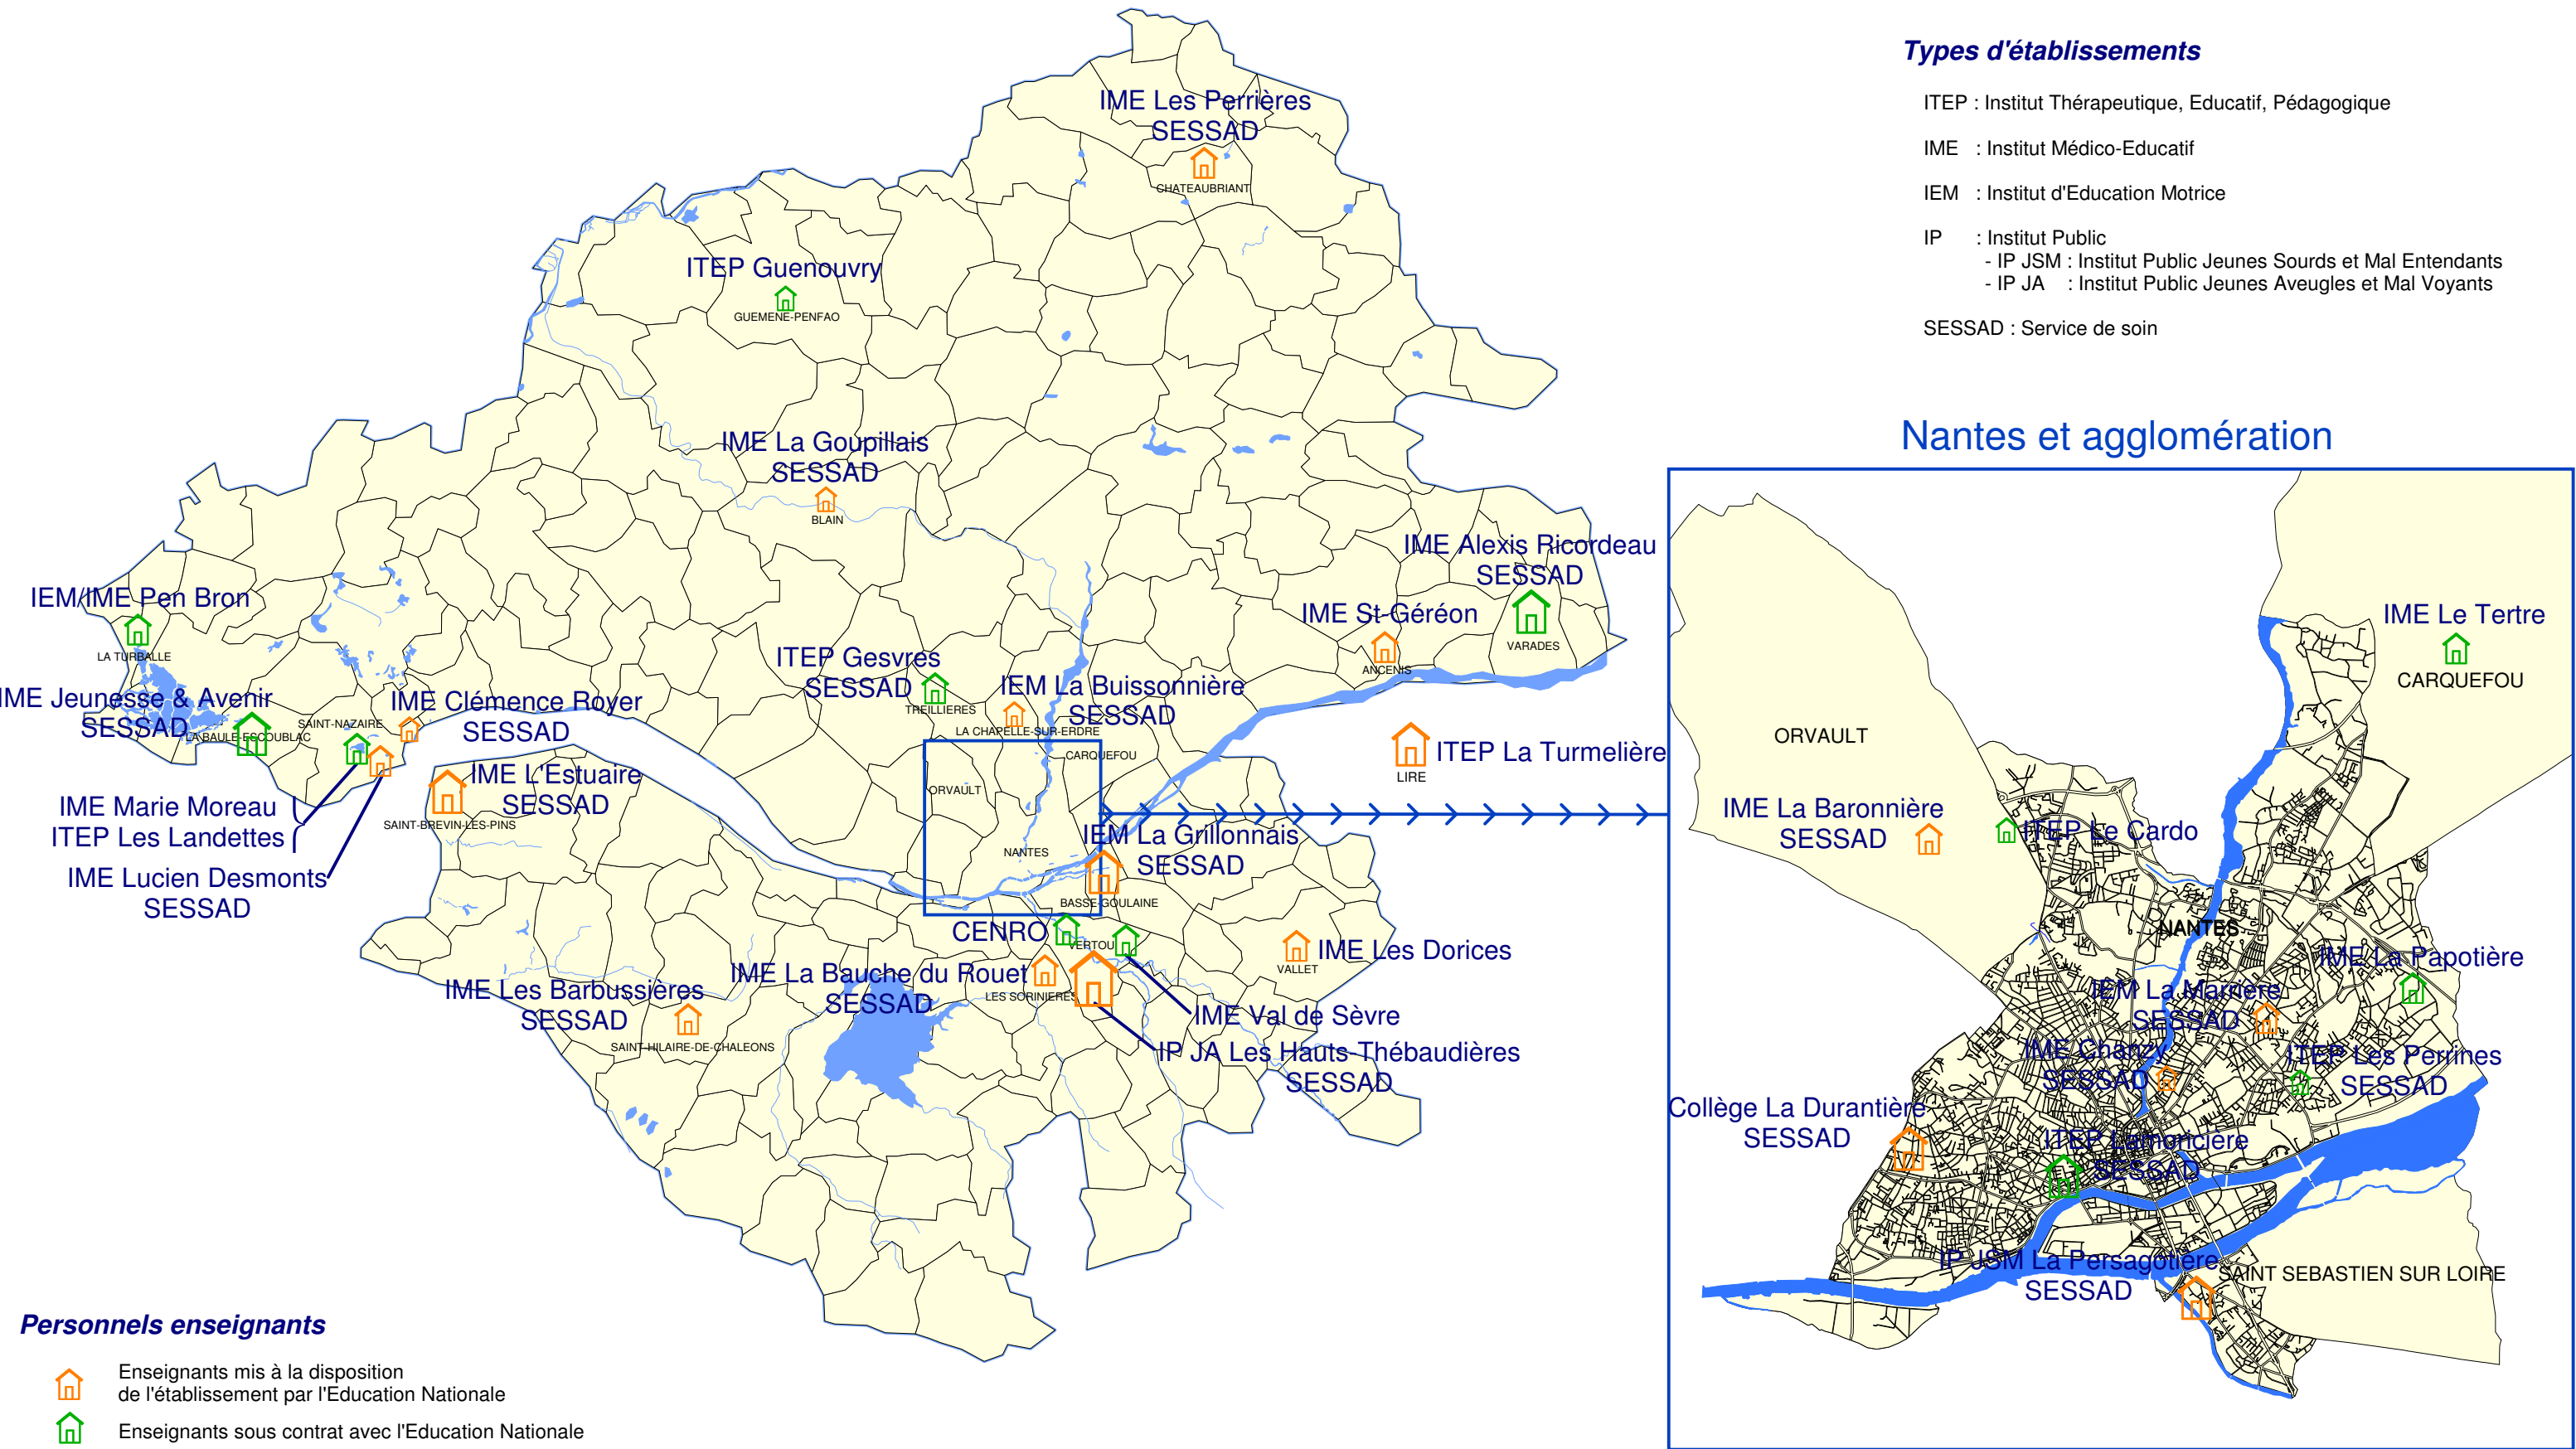 Types d'établissements
ITEP : Institut Thérapeutique, Educatif, Pédagogique
IME : Institut Médico-Educatif
IEM : Institut d'Education Motrice
IP : Institut Public
- IP JSM : Institut Public Jeunes Sourds et Mal Entendants
- IP JA : Institut Public Jeunes Aveugles et Mal Voyants
SESSAD : Service de soin
IME Les Perrières
SESSAD
CHATEAUBRIANT
ITEP Guenouvry
GUEMENE-PENFAO
IME La Goupillais
SESSAD
BLAIN
IME Alexis Ricordeau
SESSAD
VARADES
IME St-Géréon
ANCENIS
IEM/IME Pen Bron
LA TURBALLE
IME Jeunesse & Avenir
SESSAD
LA BAULE-ESCOUBLAC
SAINT-NAZAIRE
IME Clémence Royer
SESSAD
ITEP Gesvres
SESSAD
TREILLIERES
IEM La Buissonnière
SESSAD
LA CHAPELLE-SUR-ERDRE
CARQUEFOU
ITEP La Turmelière
LIRE
IME L'Estuaire
SESSAD
SAINT-BREVIN-LES-PINS
IME Marie Moreau
ITEP Les Landettes
IME Lucien Desmonts
SESSAD
ORVAULT
NANTES
IEM La Grillonnais
SESSAD
BASSE-GOULAINE
CENRO
VERTOU
IME Les Dorices
VALLET
IME La Bauche du Rouet
SESSAD
LES SORINIERES
IME Les Barbussières
SESSAD
SAINT-HILAIRE-DE-CHALEONS
IME Val de Sèvre
IP JA Les Hauts-Thébaudières
SESSAD
Nantes et agglomération
IME Le Tertre
CARQUEFOU
ORVAULT
IME La Baronnière
SESSAD
ITEP Le Cardo
NANTES
IME La Papotière
IEM La Marrière
SESSAD
IME Chanzy
SESSAD
ITEP Les Perrines
SESSAD
Collège La Durantière
SESSAD
ITEP Lamoricière
SESSAD
IP JSM La Persagotière
SESSAD
SAINT SEBASTIEN SUR LOIRE
Personnels enseignants
Enseignants mis à la disposition
de l'établissement par l'Education Nationale
Enseignants sous contrat avec l'Education Nationale